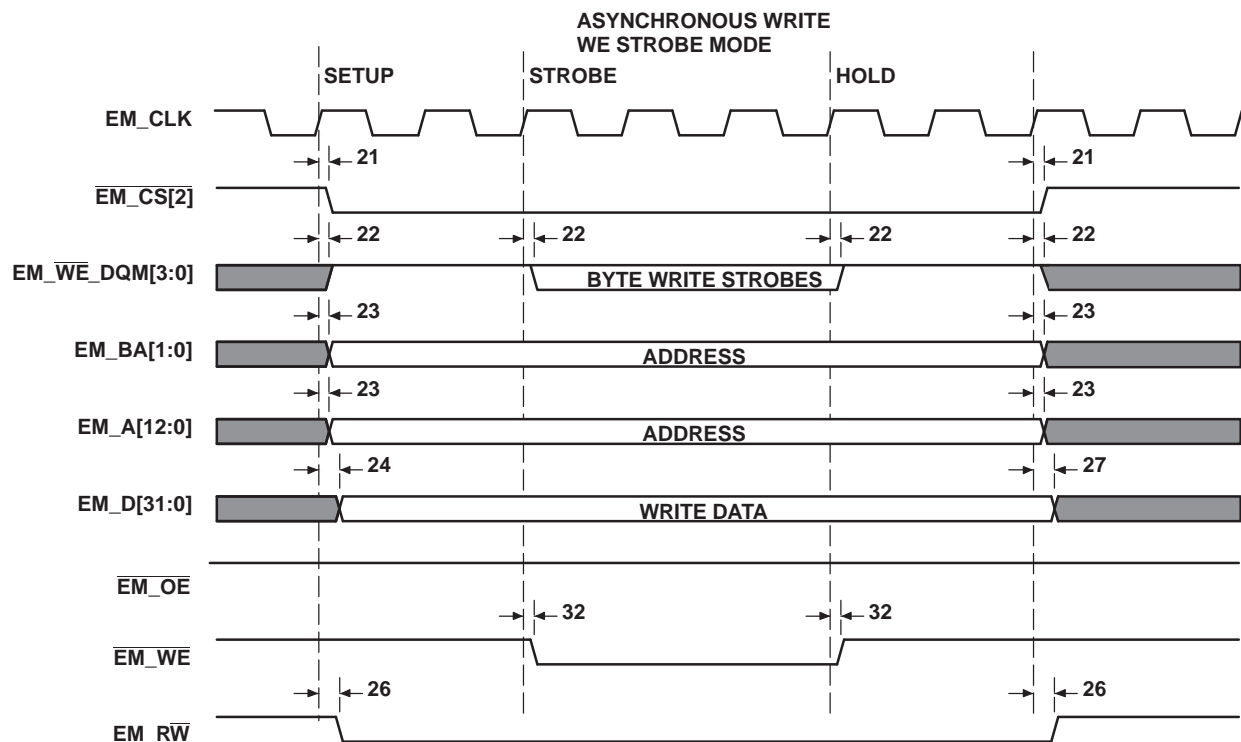 ASYNCHRONOUS WRITE
WE STROBE MODE
SETUP STROBE HOLD
EM_CLK
21 21
EM_CS[2]
22 22 22 22
EM_WE_DQM[3:0] BYTE WRITE STROBES
23 23
EM_BA[1:0] ADDRESS
23 23
EM_A[12:0] ADDRESS
24 27
EM_D[31:0] WRITE DATA
EM_OE
32 32
EM_WE
26 26
EM_RW